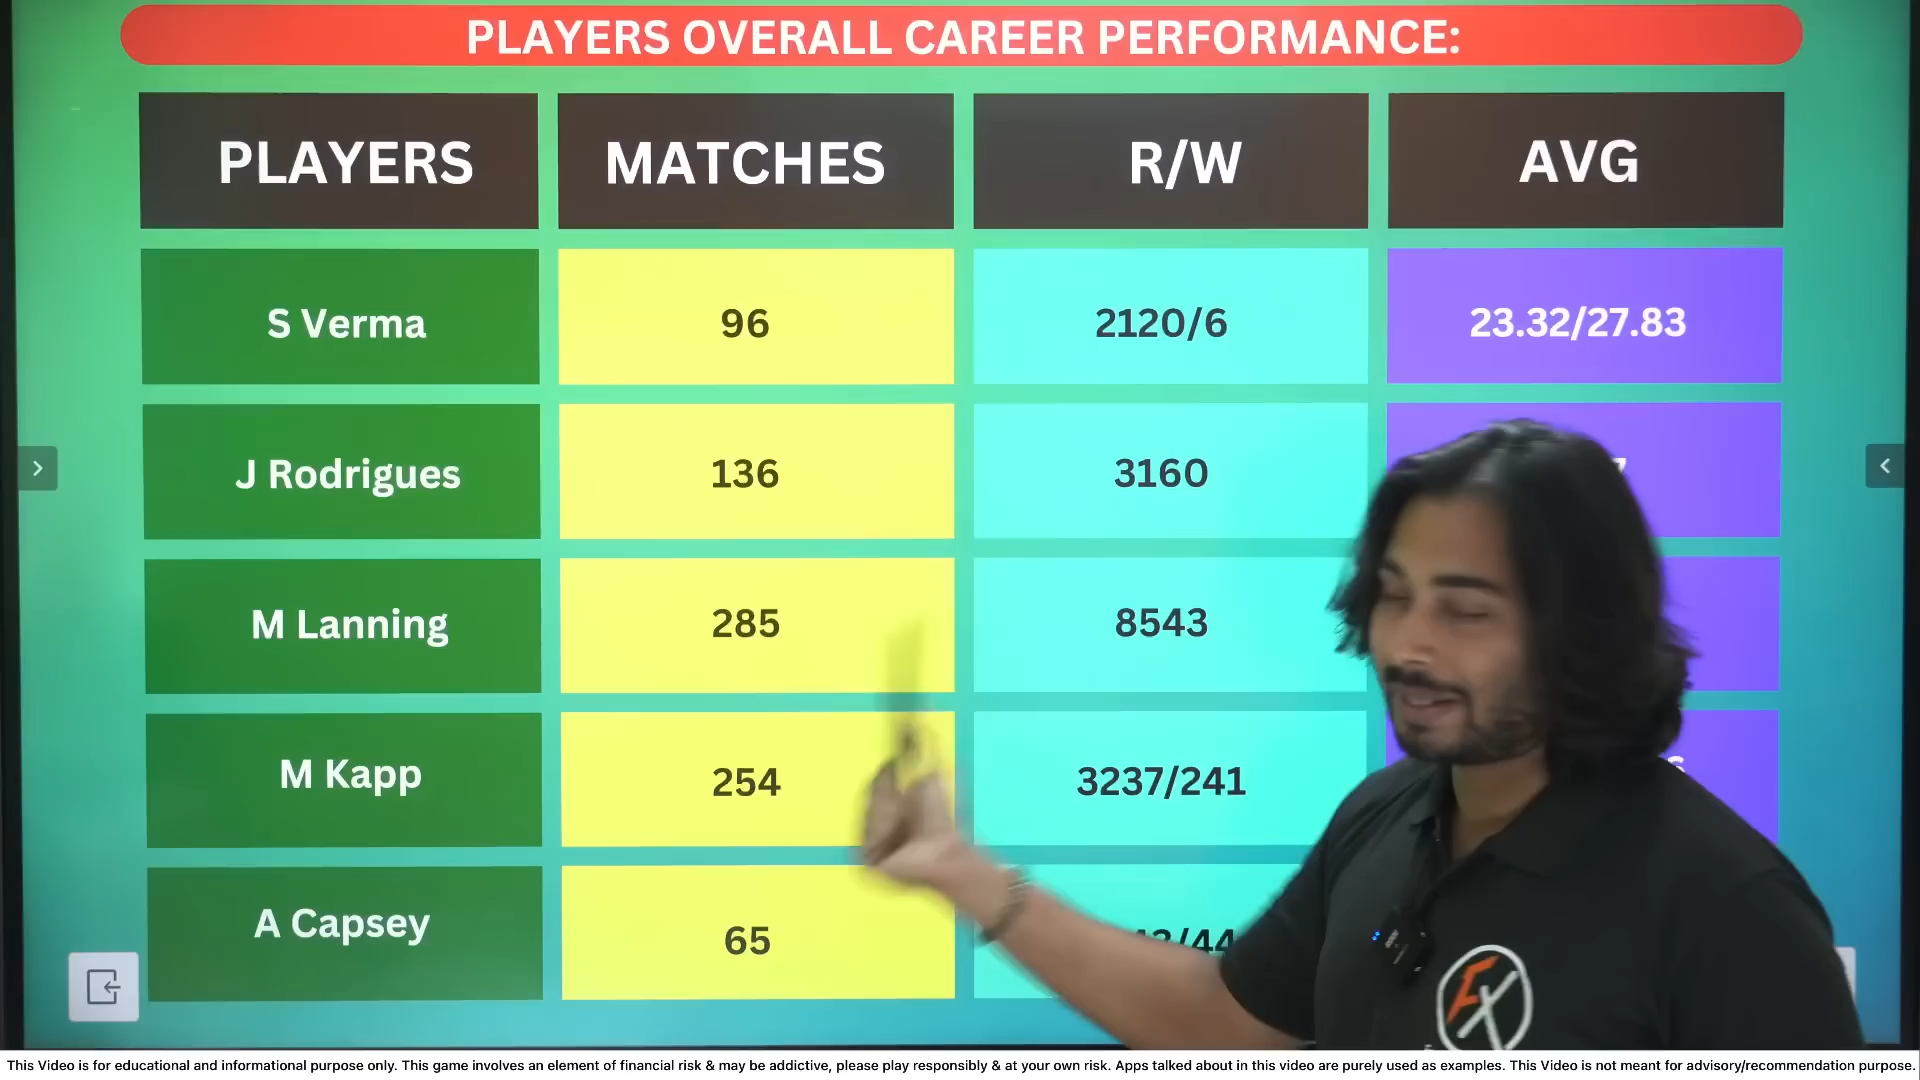 PLAYERS OVERALL CAREER PERFORMANCE:
PLAYERS MATCHES R/W AVG
S Verma 96 2120/6 23.32/27.83
J Rodrigues 136 3160
M Lanning 285 8543
M Kapp 254 3237/241
A Capsey 65
This Video is for educational and informational purpose only. This game involves an element of financial risk & may be addictive, please play responsibly & at your own risk. Apps talked about in this video are purely used as examples. This Video is not meant for advisory/recommendation purpose.